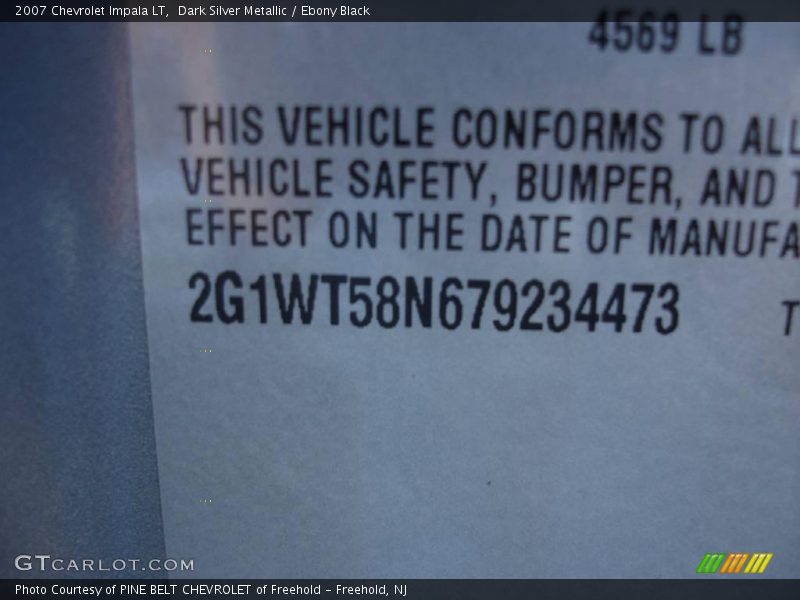 2007 Chevrolet Impala LT, Dark Silver Metallic / Ebony Black
4569 LB
THIS VEHICLE CONFORMS TO ALL
VEHICLE SAFETY, BUMPER, AND
EFFECT ON THE DATE OF MANUFA
2G1WT58N679234473 T
GTCARLOT.COM
Photo Courtesy of PINE BELT CHEVROLET of Freehold - Freehold, NJ